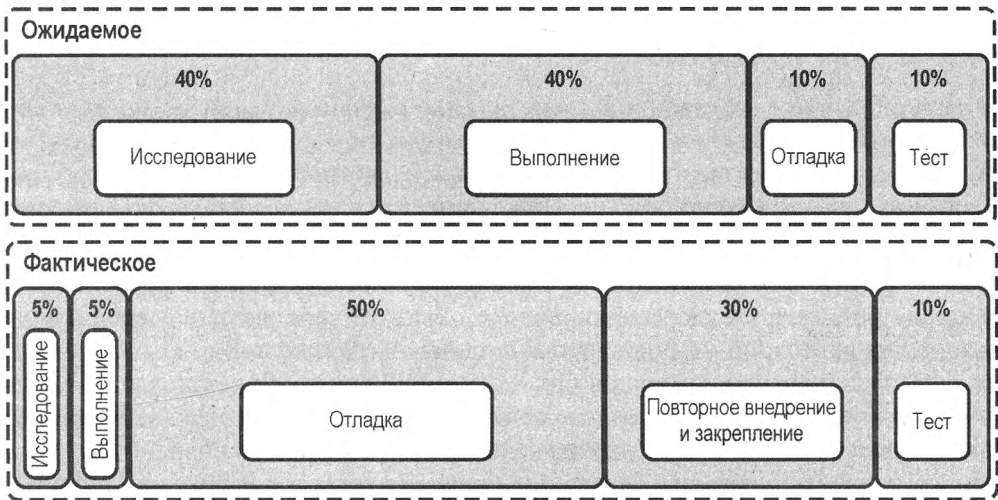 Ожидаемое
40% 40% 10% 10%
Исследование Выполнение Отладка Тест
Фактическое
5% 5% 50% 30% 10%
Исследование Выполнение Отладка Повторное внедрение
и закрепление Тест